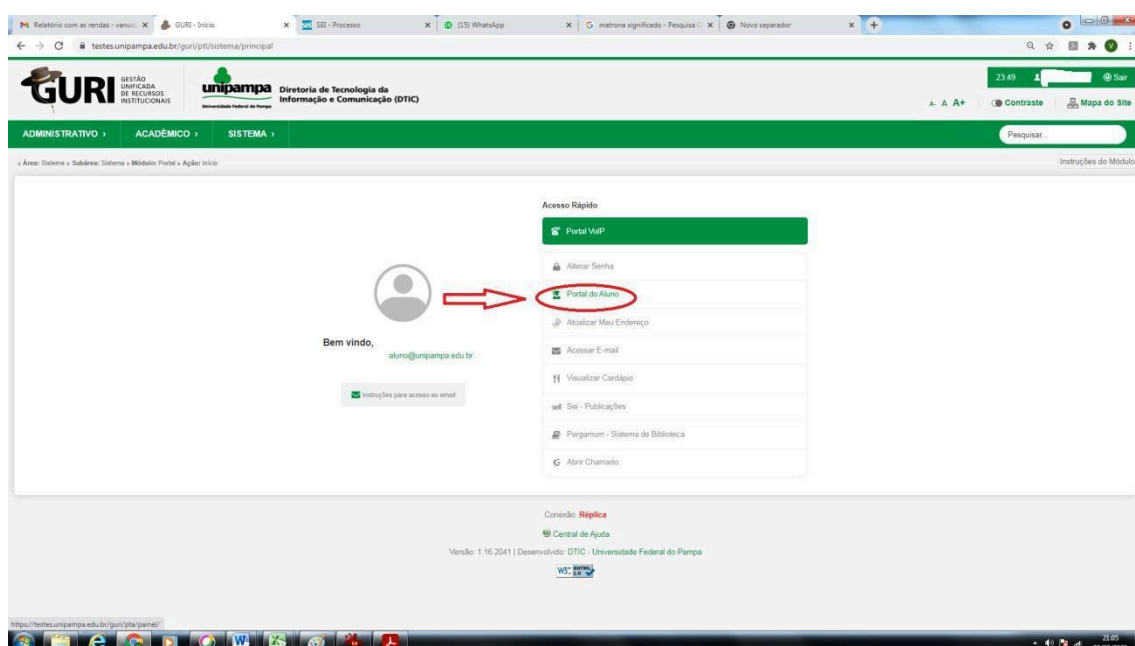 Relatório com as rendas - vanus
GURI - Início
SEI - Processo
(15) WhatsApp
matrona significado - Pesquisa G
Novo separador
testes.unipampa.edu.br/guri/ptl/sistema/principal
V
GURI
GESTÃO
UNIFICADA
DE RECURSOS
INSTITUCIONAIS
unipampa
Universidade Federal do Pampa
Diretoria de Tecnologia da
Informação e Comunicação (DTIC)
23:49
Sair
A- A A+
Contraste
Mapa do Site
ADMINISTRATIVO ›
ACADÊMICO ›
SISTEMA ›
Pesquisar...
» Área: Sistema » Subárea: Sistema » Módulo: Portal » Ação: Início
Instruções do Módulo
Acesso Rápido
Portal VoIP
Alterar Senha
Portal do Aluno
Atualizar Meu Endereço
Bem vindo,
Acessar E-mail
aluno@unipampa.edu.br
Visualizar Cardápio
Instruções para acesso ao email
sei! Sei - Publicações
Pergamum - Sistema de Biblioteca
G Abrir Chamado
Conexão: Réplica
Central de Ajuda
Versão: 1.16.2041 | Desenvolvido: DTIC - Universidade Federal do Pampa
W3C XHTML 1.0
https://testes.unipampa.edu.br/guri/pta/painel/
21:05